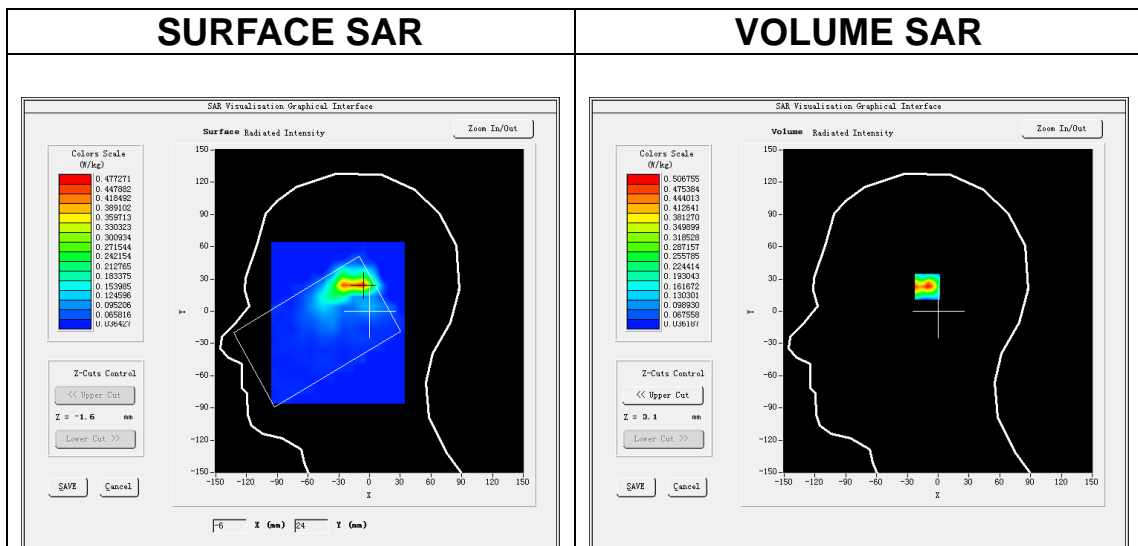 SURFACE SAR
VOLUME SAR
SAR Visualisation Graphical Interface
Surface Radiated Intensity
Zoom In/Out
Colors Scale
(W/kg)
0.477271
0.447882
0.418492
0.389102
0.359713
0.330323
0.300934
0.271544
0.242154
0.212765
0.183375
0.153985
0.124596
0.095206
0.065816
0.036427
150
120
90
60
30
0
-30
-60
-90
-120
-150
Y
-150 -120 -90 -60 -30 0 30 60 90 120 150
X
Z-Cuts Control
<< Upper Cut
Z = -1.6 mm
Lower Cut >>
SAVE Cancel
-6 X (mm) 24 Y (mm)
SAR Visualisation Graphical Interface
Volume Radiated Intensity
Zoom In/Out
Colors Scale
(W/kg)
0.506755
0.475384
0.444013
0.412641
0.381270
0.349899
0.318528
0.287157
0.255785
0.224414
0.193043
0.161672
0.130301
0.098930
0.067558
0.036187
150
120
90
60
30
0
-30
-60
-90
-120
-150
Y
-150 -120 -90 -60 -30 0 30 60 90 120 150
X
Z-Cuts Control
<< Upper Cut
Z = 3.1 mm
Lower Cut >>
SAVE Cancel